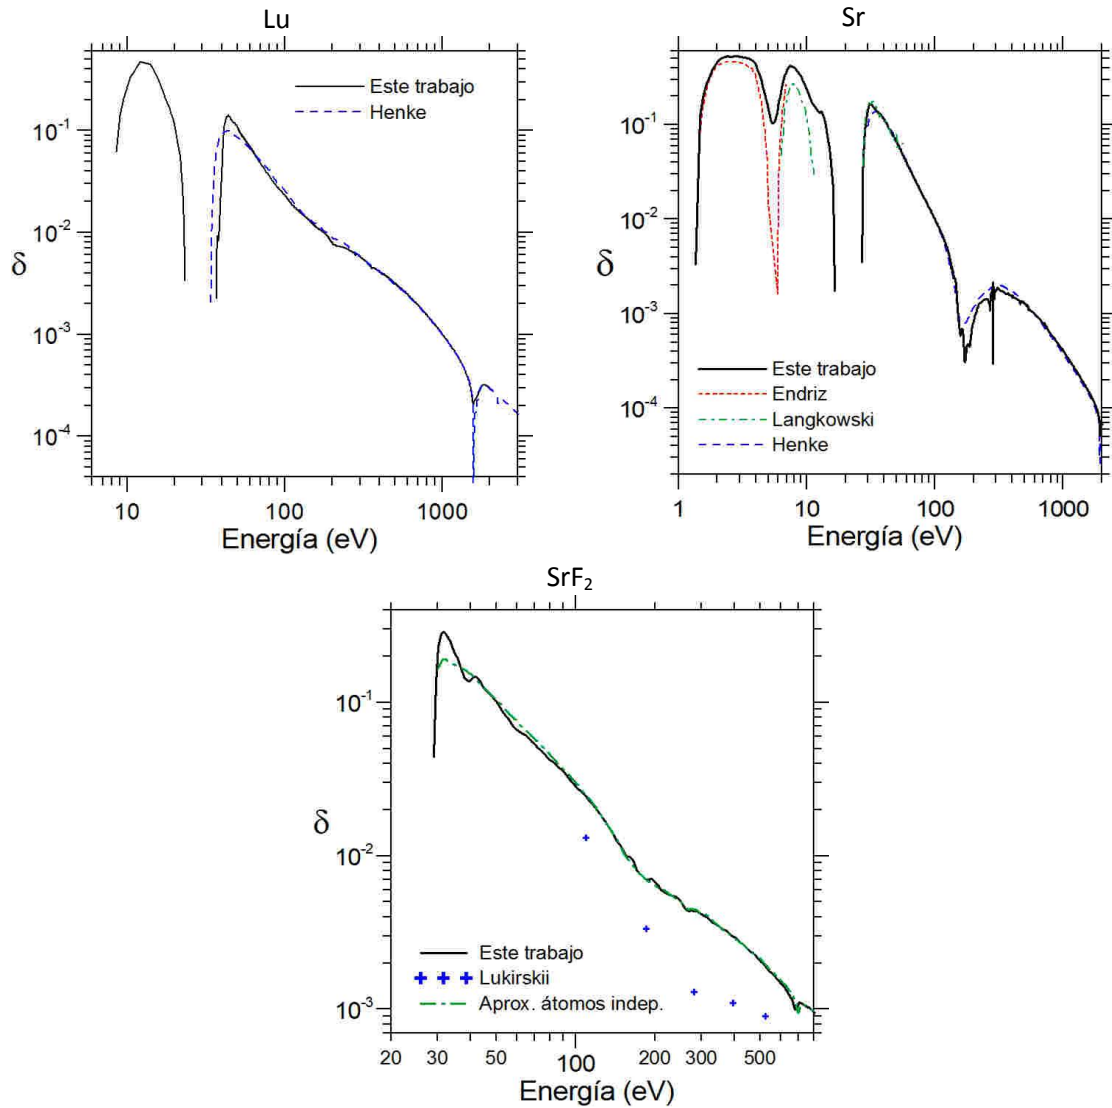 Lu
Este trabajo
Henke
10⁻¹
10⁻²
10⁻³
10⁻⁴
δ
10
100
1000
Energía (eV)
Sr
10⁻¹
10⁻²
10⁻³
10⁻⁴
δ
Este trabajo
Endriz
Langkowski
Henke
1
10
100
1000
Energía (eV)
SrF₂
10⁻¹
10⁻²
10⁻³
δ
Este trabajo
Lukirskii
Aprox. átomos indep.
20
30
50
100
200
300
500
Energía (eV)